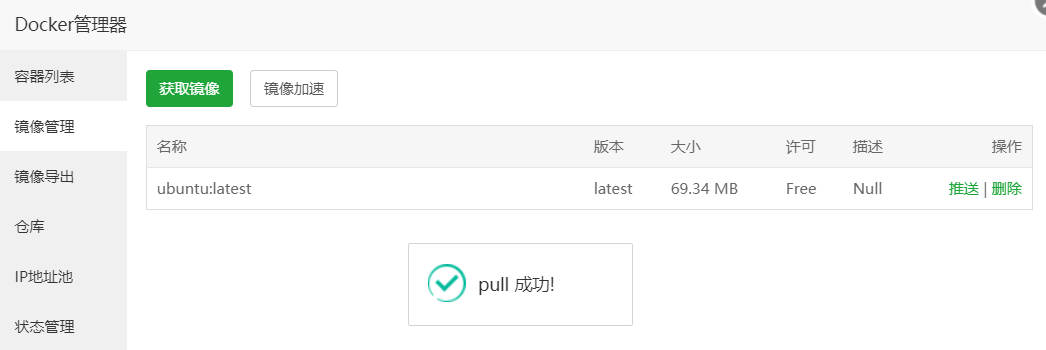 Docker管理器
容器列表
镜像管理
镜像导出
仓库
IP地址池
状态管理
获取镜像 镜像加速
名称 版本 大小 许可 描述 操作
ubuntu:latest latest 69.34 MB Free Null 推送 | 删除
pull 成功!